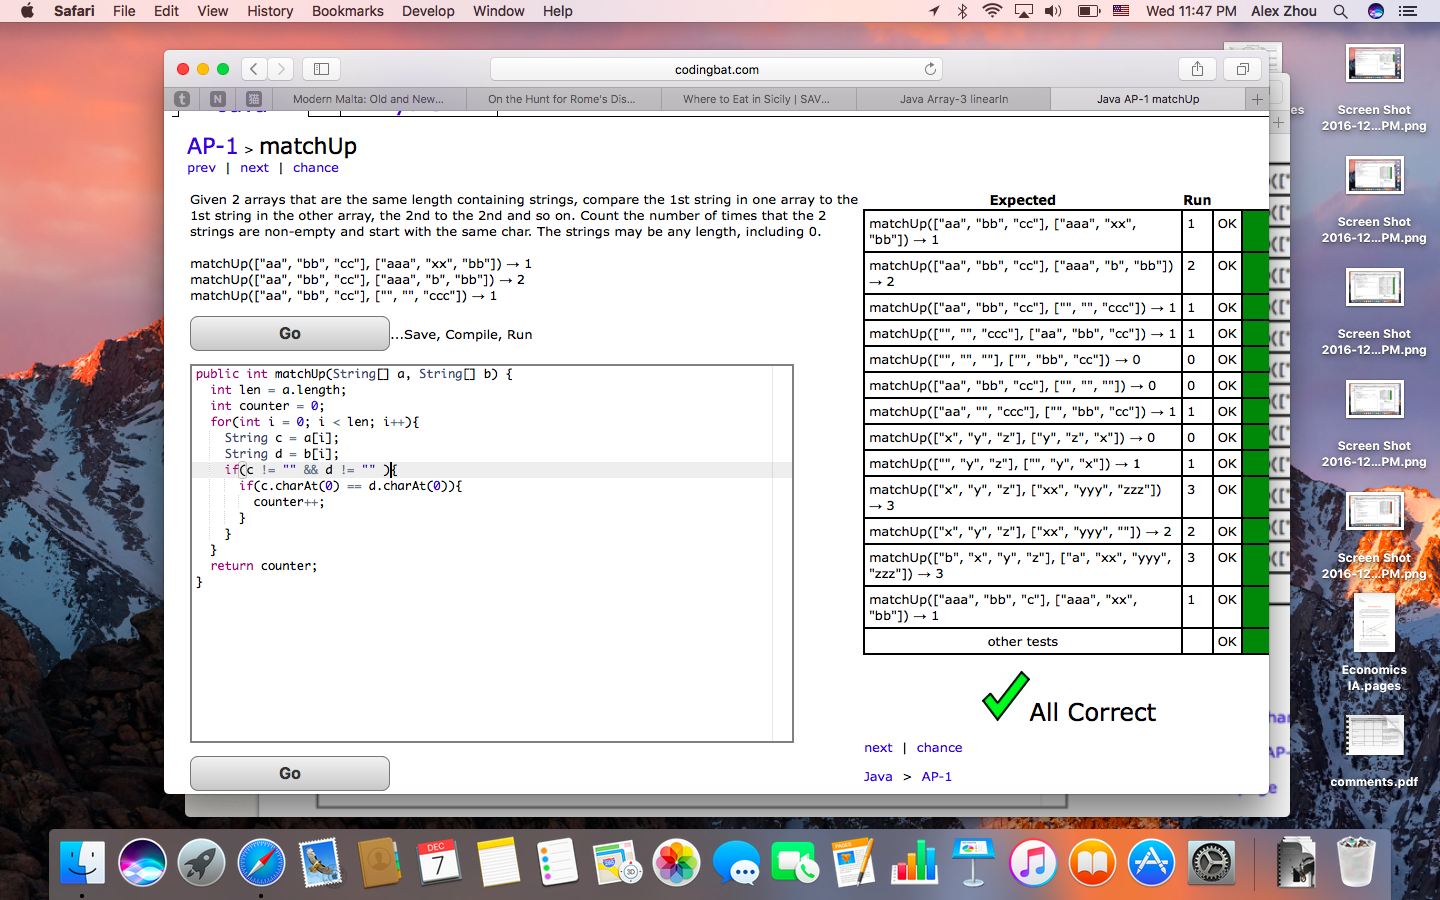 Safari File Edit View History Bookmarks Develop Window Help Wed 11:47 PM Alex Zhou
codingbat.com
t N 猫 Modern Malta: Old and New... On the Hunt for Rome's Dis... Where to Eat in Sicily | SAV... Java Array-3 linearIn Java AP-1 matchUp
AP-1 > matchUp
prev | next | chance
Given 2 arrays that are the same length containing strings, compare the 1st string in one array to the
1st string in the other array, the 2nd to the 2nd and so on. Count the number of times that the 2
strings are non-empty and start with the same char. The strings may be any length, including 0.
matchUp(["aa", "bb", "cc"], ["aaa", "xx", "bb"]) → 1
matchUp(["aa", "bb", "cc"], ["aaa", "b", "bb"]) → 2
matchUp(["aa", "bb", "cc"], ["", "", "ccc"]) → 1
Go ...Save, Compile, Run
public int matchUp(String[] a, String[] b) {
int len = a.length;
int counter = 0;
for(int i = 0; i < len; i++){
String c = a[i];
String d = b[i];
if(c != "" && d != "" ){
if(c.charAt(0) == d.charAt(0)){
counter++;
}
}
}
return counter;
}
Go
Expected Run
matchUp(["aa", "bb", "cc"], ["aaa", "xx", 1 OK
"bb"]) → 1
matchUp(["aa", "bb", "cc"], ["aaa", "b", "bb"]) 2 OK
→ 2
matchUp(["aa", "bb", "cc"], ["", "", "ccc"]) → 1 1 OK
matchUp(["", "", "ccc"], ["aa", "bb", "cc"]) → 1 1 OK
matchUp(["", "", ""], ["", "bb", "cc"]) → 0 0 OK
matchUp(["aa", "bb", "cc"], ["", "", ""]) → 0 0 OK
matchUp(["aa", "", "ccc"], ["", "bb", "cc"]) → 1 1 OK
matchUp(["x", "y", "z"], ["y", "z", "x"]) → 0 0 OK
matchUp(["", "y", "z"], ["", "y", "x"]) → 1 1 OK
matchUp(["x", "y", "z"], ["xx", "yyy", "zzz"]) 3 OK
→ 3
matchUp(["x", "y", "z"], ["xx", "yyy", ""]) → 2 2 OK
matchUp(["b", "x", "y", "z"], ["a", "xx", "yyy", 3 OK
"zzz"]) → 3
matchUp(["aaa", "bb", "c"], ["aaa", "xx", 1 OK
"bb"]) → 1
other tests OK
All Correct
next | chance
Java > AP-1
Screen Shot
2016-12...PM.png
Screen Shot
2016-12...PM.png
Screen Shot
2016-12...PM.png
Screen Shot
2016-12...PM.png
Screen Shot
2016-12...PM.png
Economics
IA.pages
comments.pdf
DEC
7
PAGES
3D